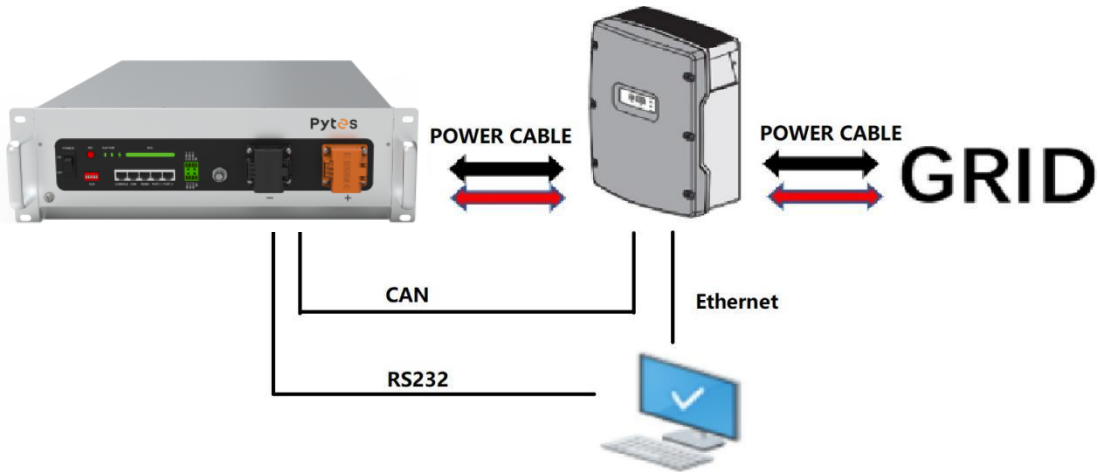 Pytes
POWER CABLE
POWER CABLE
GRID
CAN
Ethernet
RS232